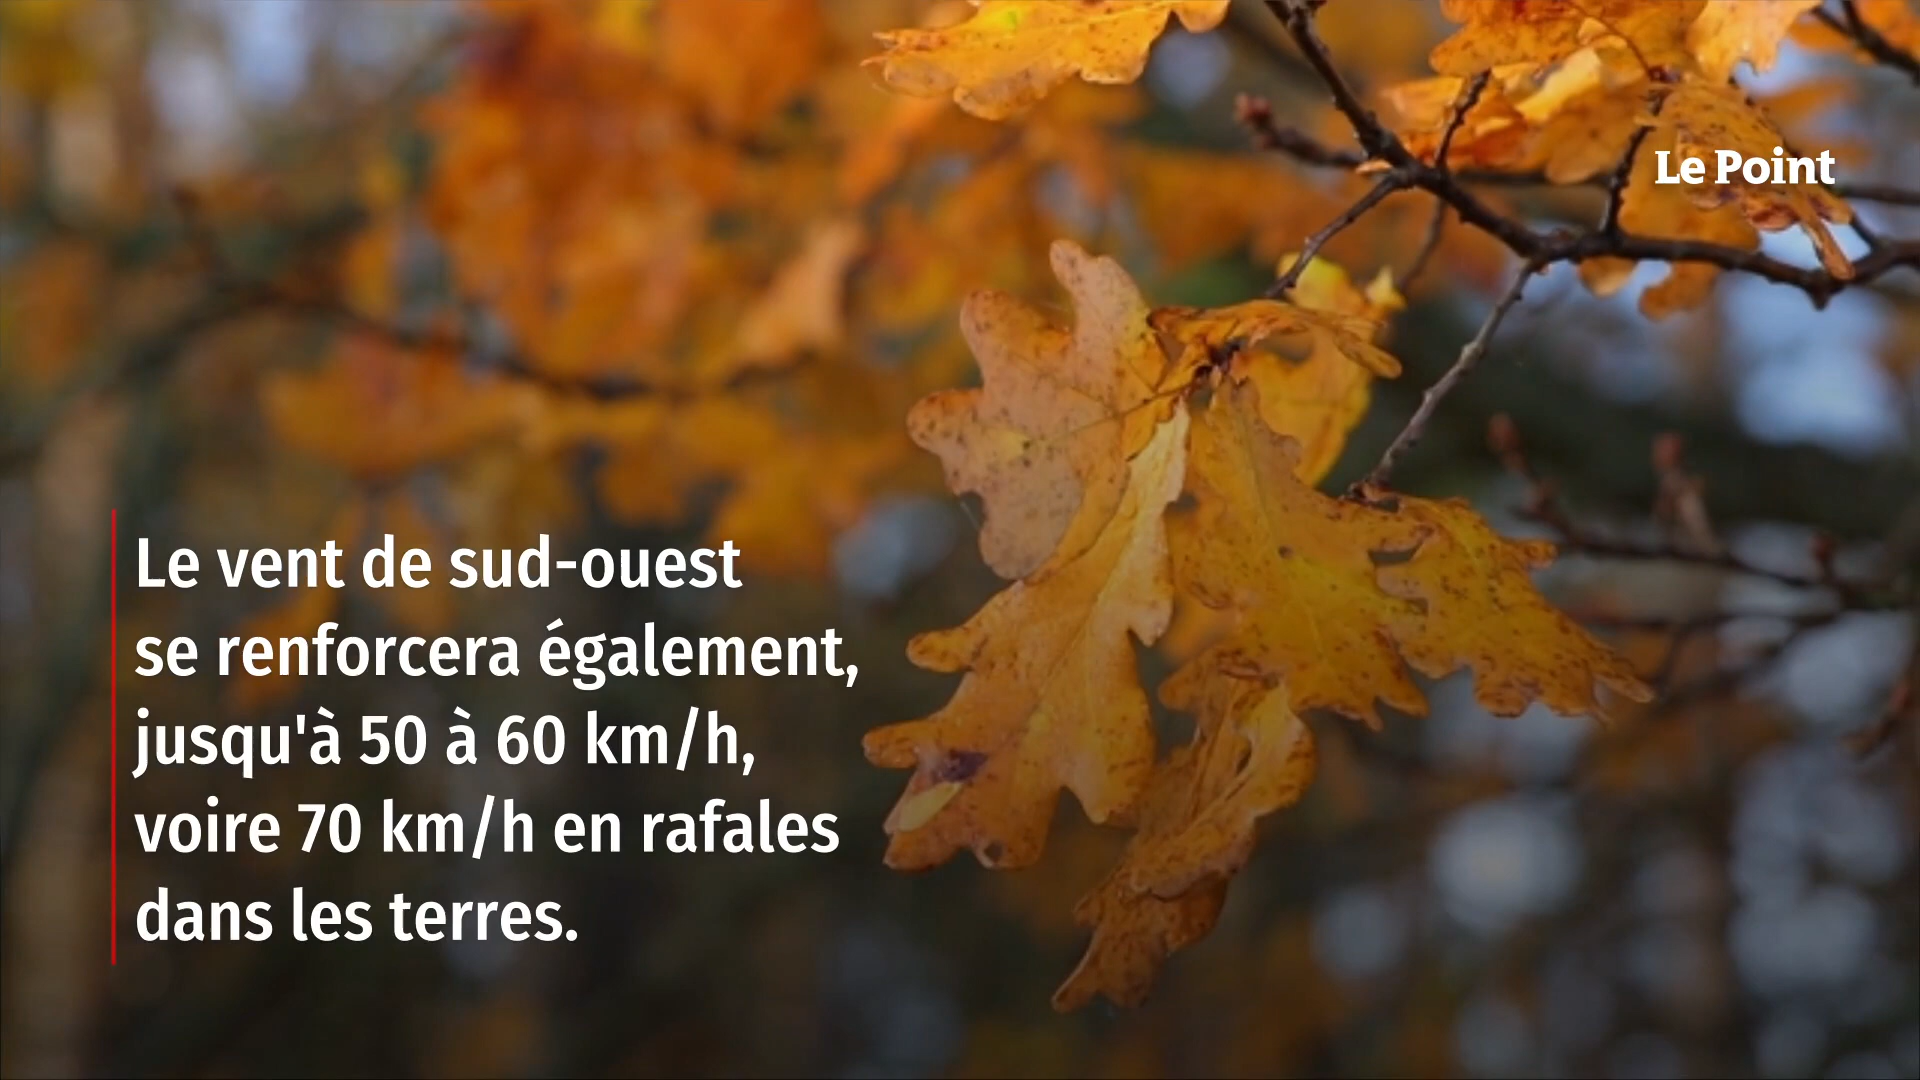 Le Point
Le vent de sud-ouest
se renforcera également,
jusqu'à 50 à 60 km/h,
voire 70 km/h en rafales
dans les terres.